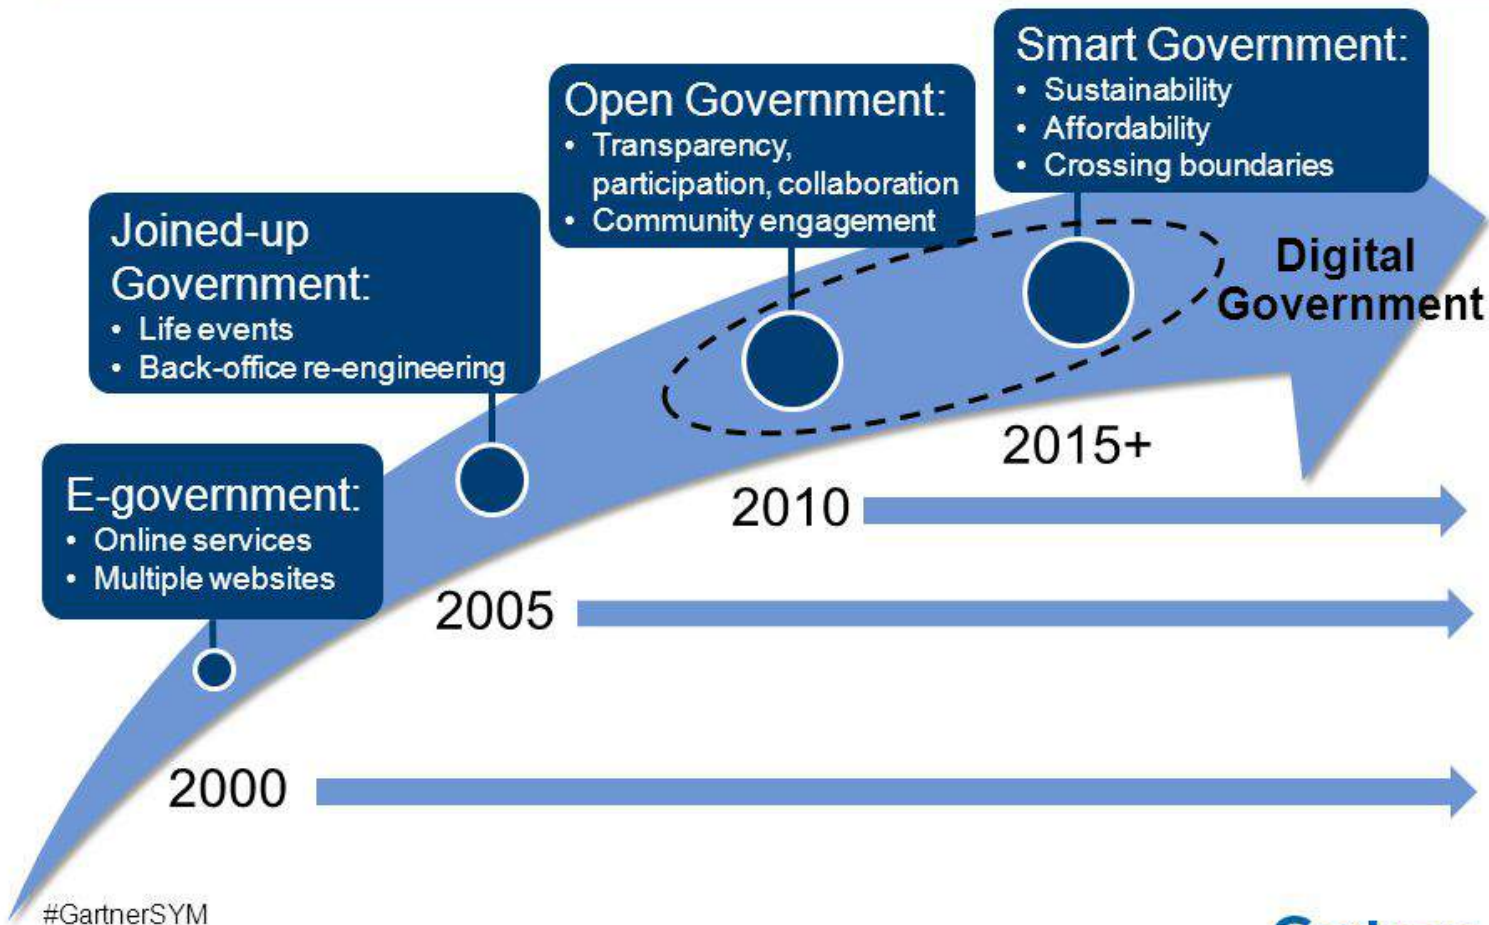 Smart Government:
• Sustainability
• Affordability
• Crossing boundaries
Open Government:
• Transparency,
participation, collaboration
• Community engagement
Joined-up
Government:
• Life events
• Back-office re-engineering
E-government:
• Online services
• Multiple websites
Digital
Government
2015+
2010
2005
2000
#GartnerSYM